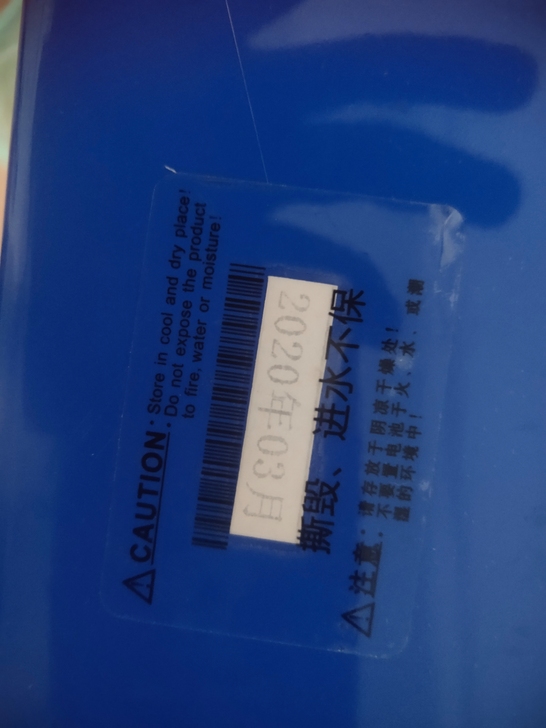 ⚠CAUTION:
· Store in cool and dry place!
· Do not expose the product
to fire, water or moisture!
2020年03月
撕毁、进水不保
⚠注意:
· 请存放于阴凉干燥处!
· 不要置电池于火、水、或潮
湿的环境中!